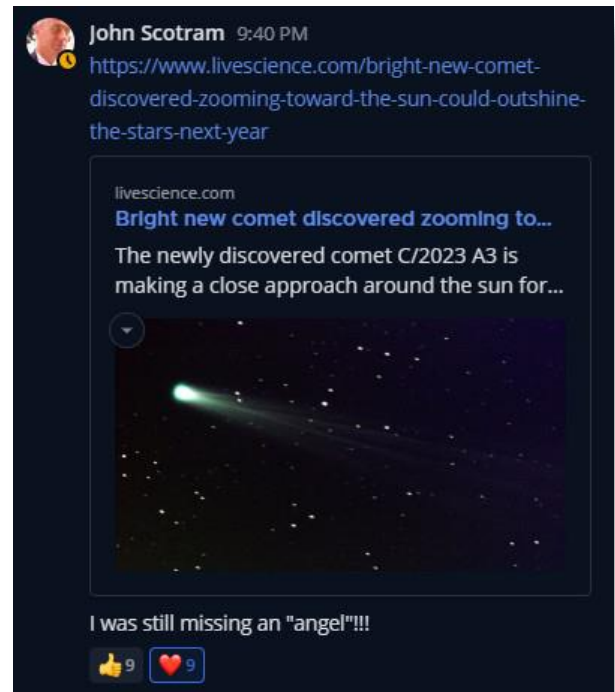 John Scotram 9:40 PM
https://www.livescience.com/bright-new-comet-
discovered-zooming-toward-the-sun-could-outshine-
the-stars-next-year
livescience.com
Bright new comet discovered zooming to...
The newly discovered comet C/2023 A3 is
making a close approach around the sun for...
I was still missing an "angel"!!!
👍 9 ❤️ 9